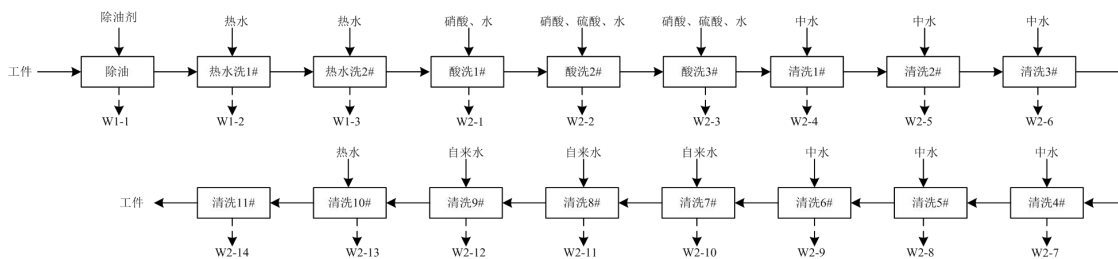 除油剂 热水 热水 硝酸、水 硝酸、硫酸、水 硝酸、硫酸、水 中水 中水 中水
工件 除油 热水洗1# 热水洗2# 酸洗1# 酸洗2# 酸洗3# 清洗1# 清洗2# 清洗3#
W1-1 W1-2 W1-3 W2-1 W2-2 W2-3 W2-4 W2-5 W2-6
热水 自来水 自来水 自来水 中水 中水 中水
工件 清洗11# 清洗10# 清洗9# 清洗8# 清洗7# 清洗6# 清洗5# 清洗4#
W2-14 W2-13 W2-12 W2-11 W2-10 W2-9 W2-8 W2-7